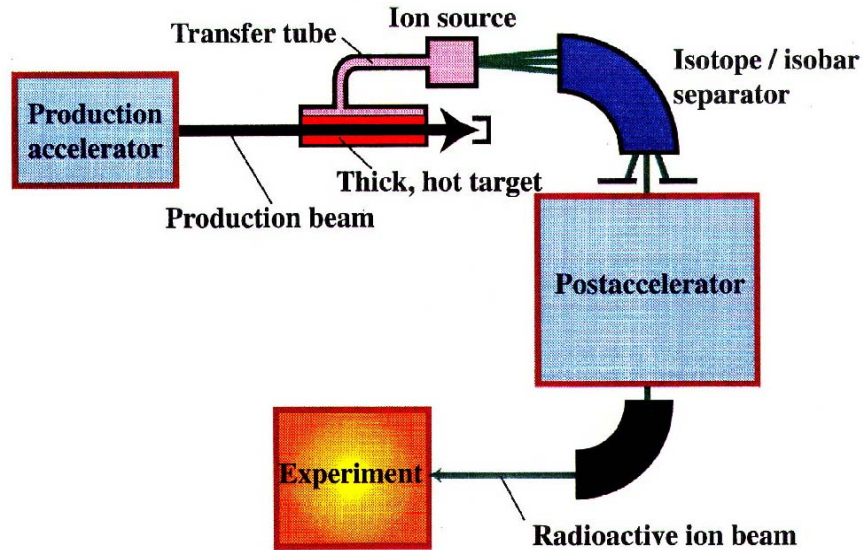 Ion source
Transfer tube
Isotope / isobar
separator
Production
accelerator
Thick, hot target
Production beam
Postaccelerator
Experiment
Radioactive ion beam